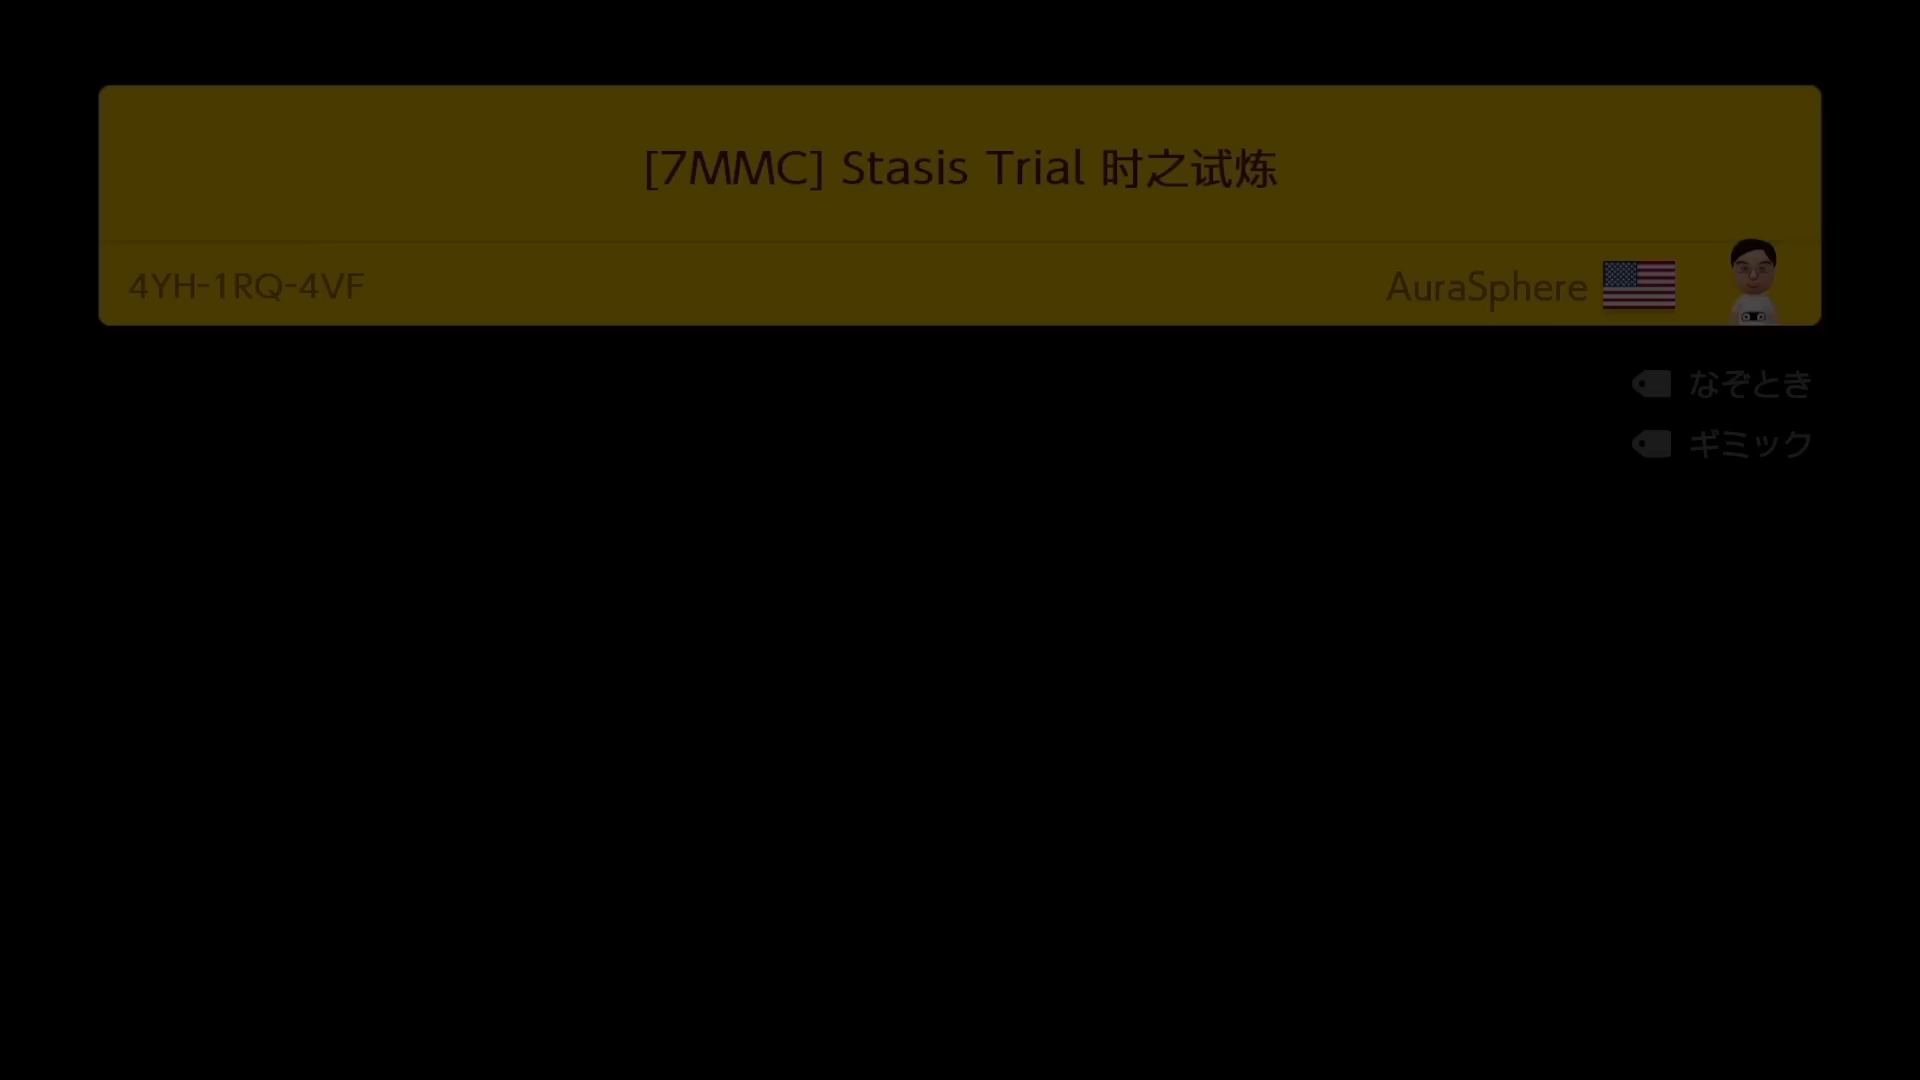 [7MMC] Stasis Trial 时之试炼
4YH-1RQ-4VF
AuraSphere
なぞとき
ギミック